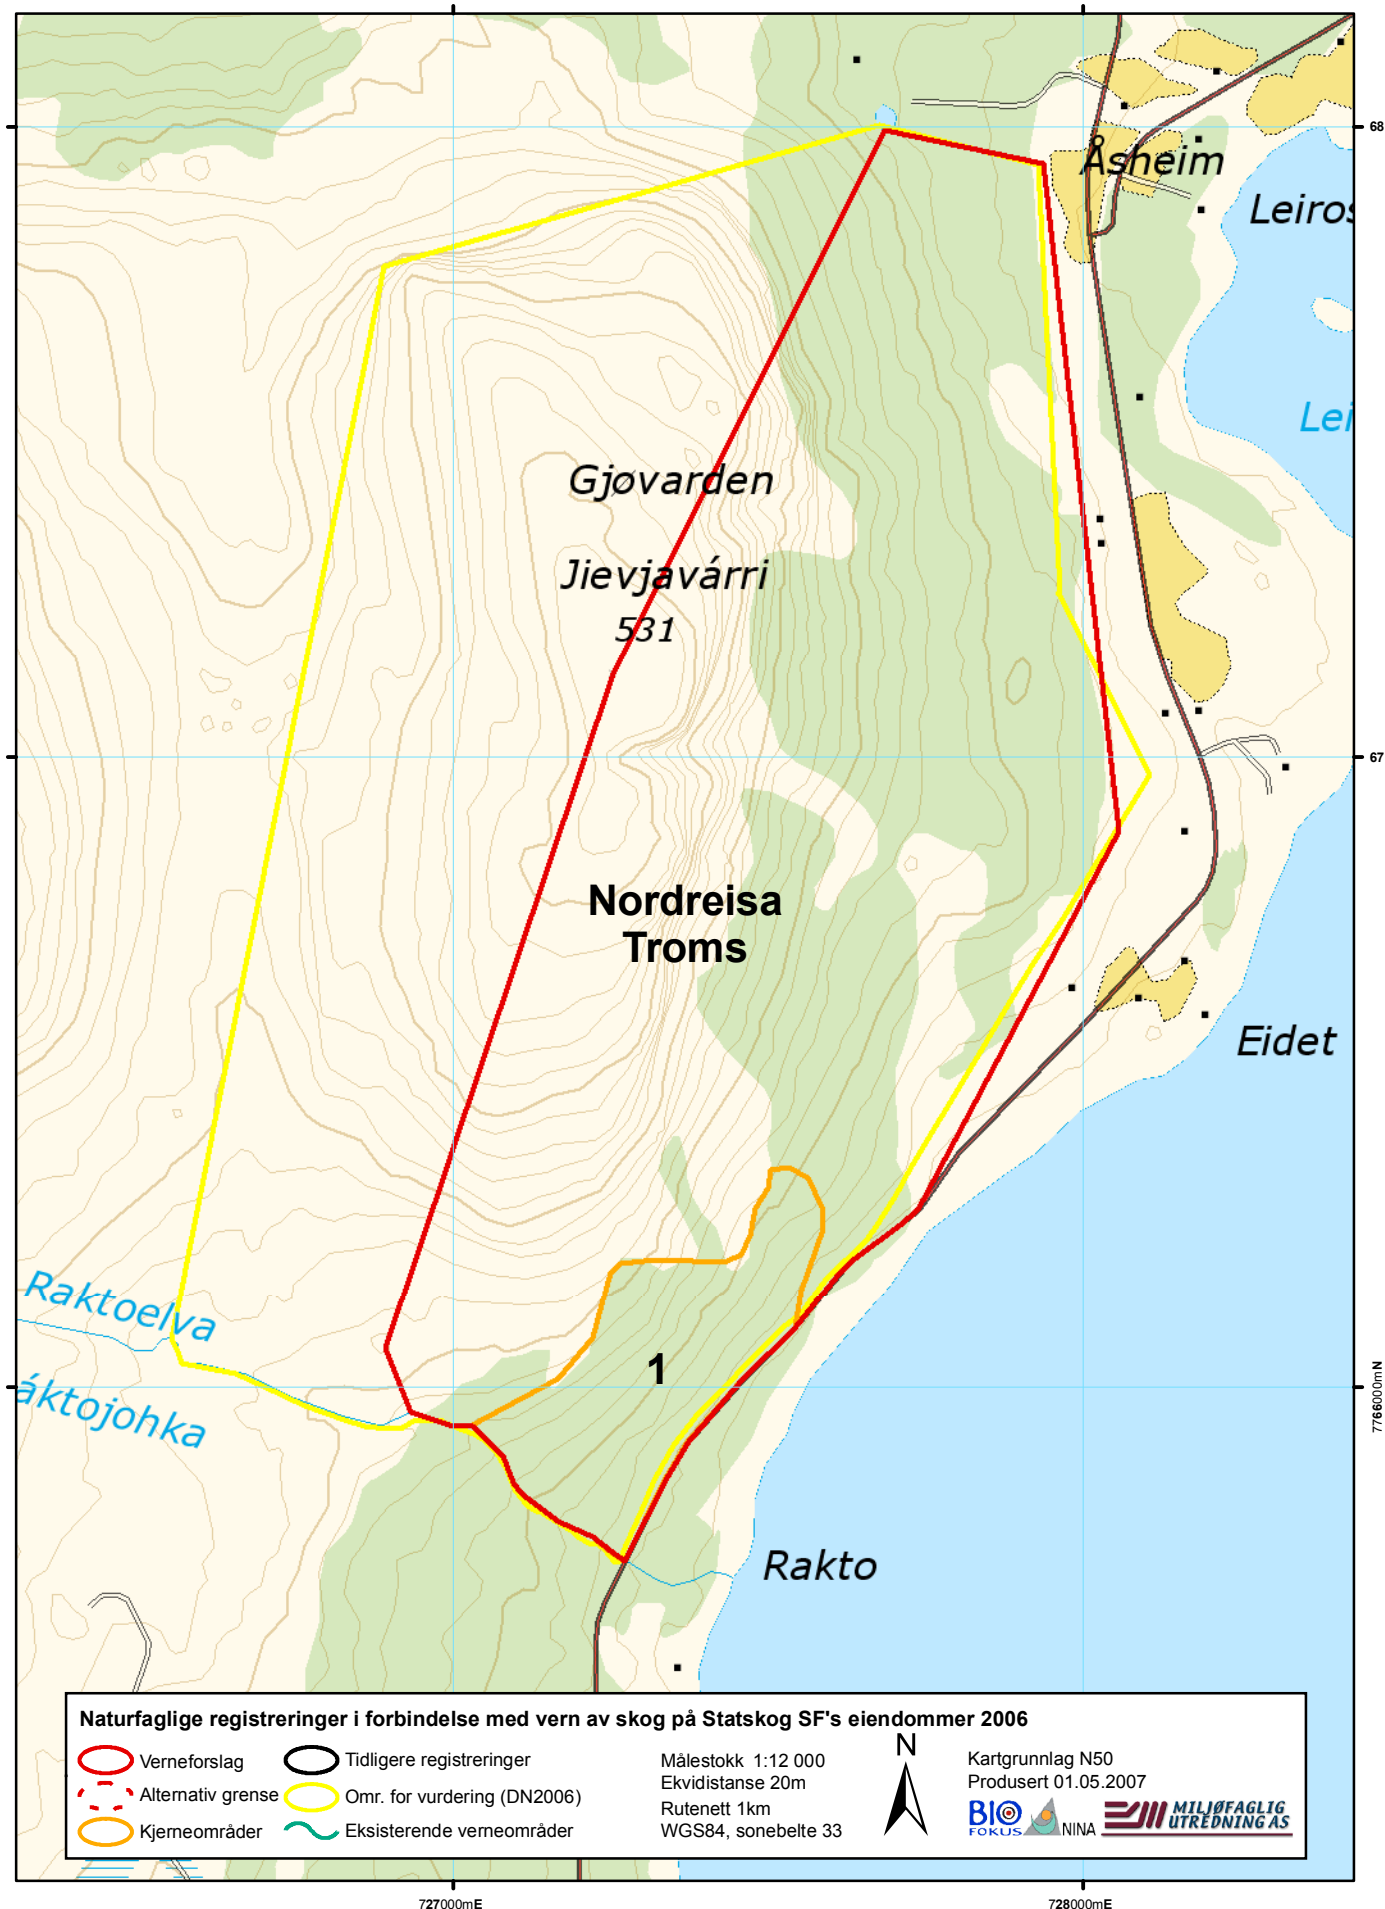 68
Åsheim
Leiros
Lei
Gjøvarden
Jievjavárri
531
67
Nordreisa
Troms
Eidet
Raktoelva
áktojohka
1
7766000mN
Rakto
Naturfaglige registreringer i forbindelse med vern av skog på Statskog SF's eiendommer 2006
Verneforslag
Alternativ grense
Kjerneområder
Tidligere registreringer
Omr. for vurdering (DN2006)
Eksisterende verneområder
Målestokk 1:12 000
Ekvidistanse 20m
Rutenett 1km
WGS84, sonebelte 33
N
Kartgrunnlag N50
Produsert 01.05.2007
BIO
FOKUS
NINA
MILJØFAGLIG
UTREDNING AS
727000mE
728000mE